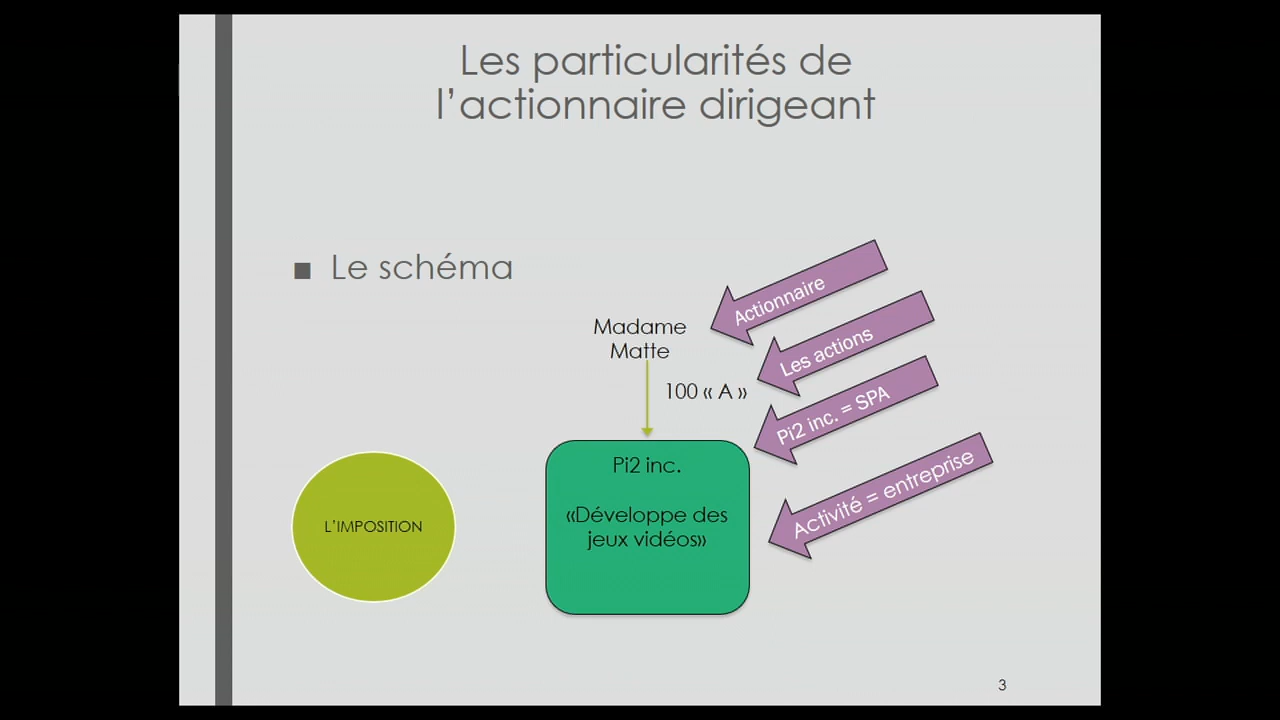 Les particularités de
l’actionnaire dirigeant
■ Le schéma
Actionnaire
Madame
Matte
Les actions
100 « A »
Pi2 inc. = SPA
Pi2 inc.
Activité = entreprise
«Développe des
jeux vidéos»
L’IMPOSITION
3